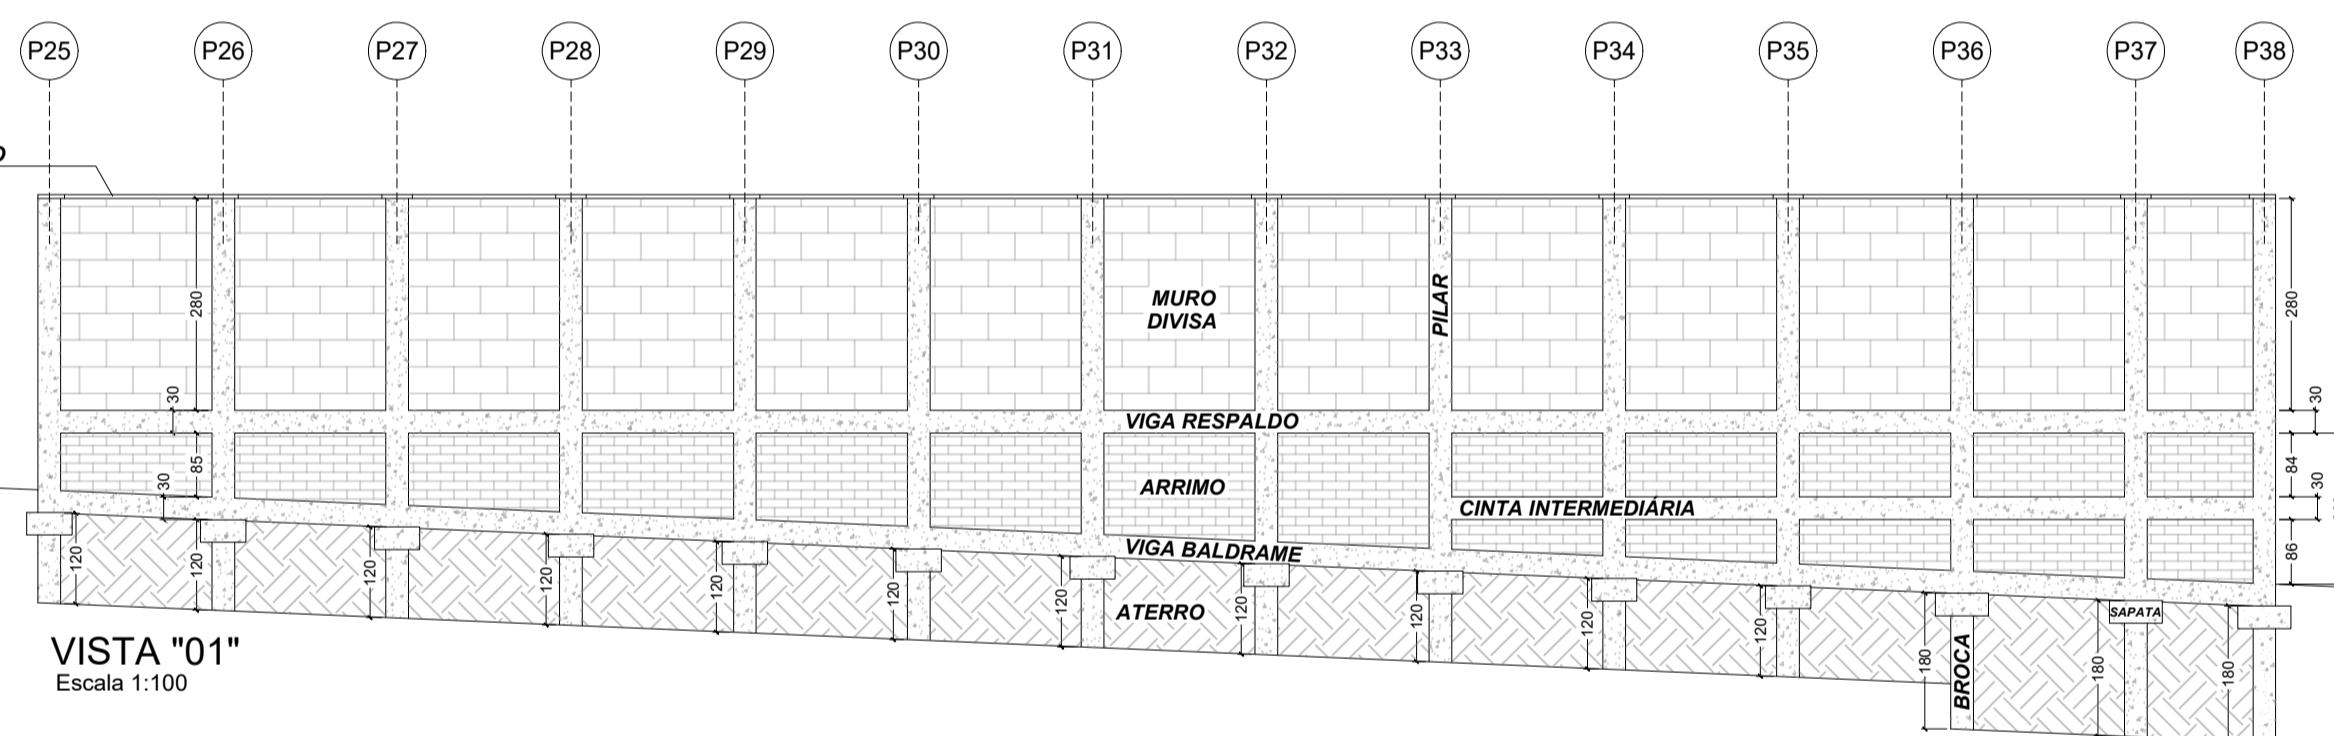 P25 P26 P27 P28 P29 P30 P31 P32 P33 P34 P35 P36 P37 P38
280
MURO
DIVISA
PILAR
280
30
30
VIGA RESPALDO
85
84
30
30
ARRIMO
CINTA INTERMEDIÁRIA
VIGA BALDRAME
86
120 120 120 120 120 120 120 120 120 120 120
ATERRO
SAPATA
BROCA
180 180 180
VISTA "01"
Escala 1:100